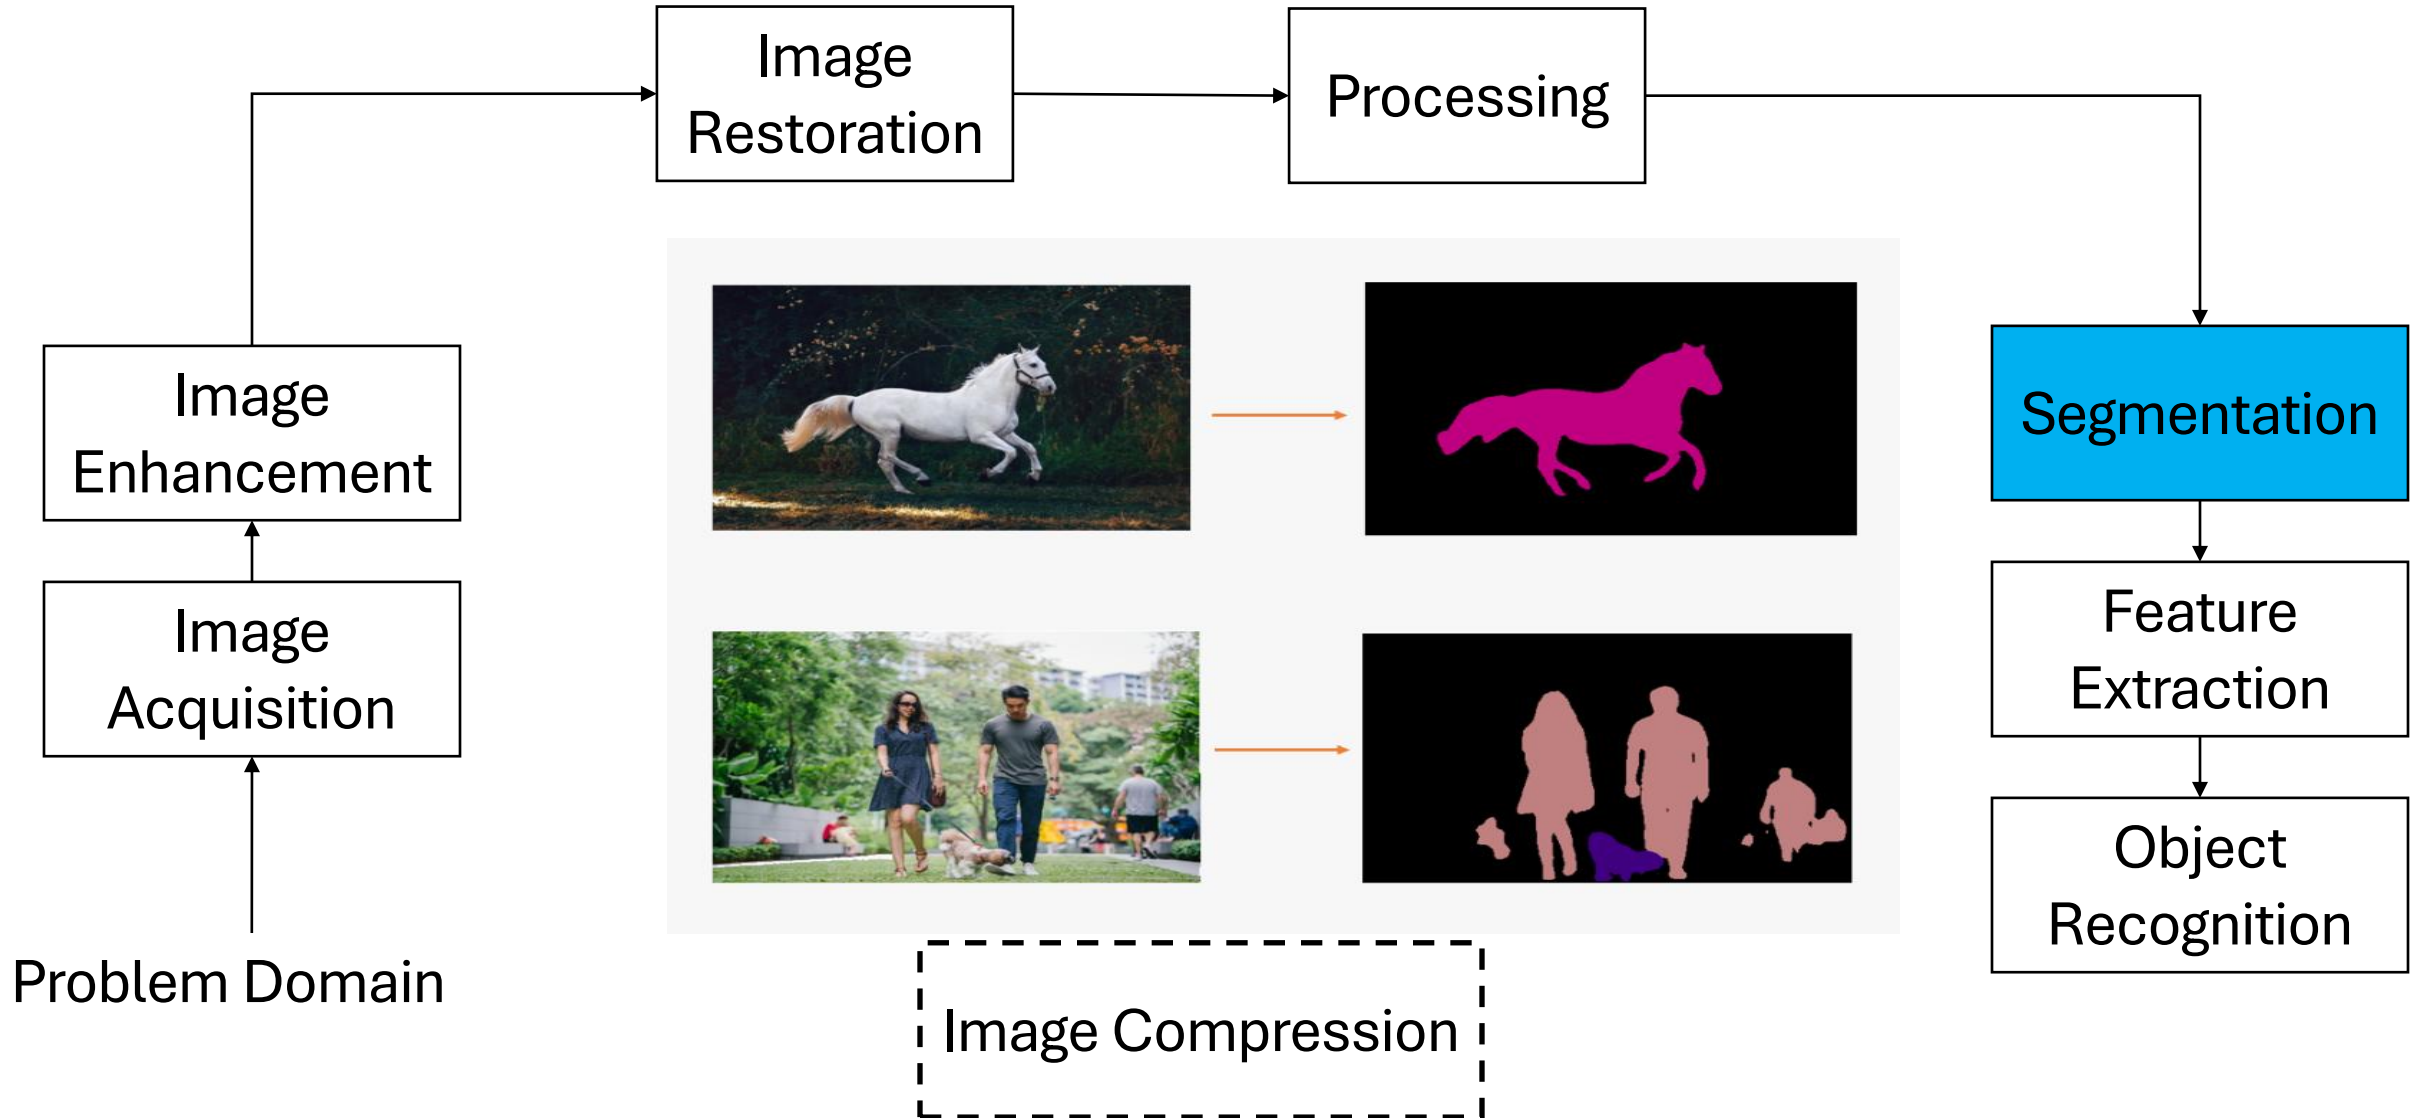 Image
Restoration
Processing
Image
Enhancement
Segmentation
Image
Acquisition
Feature
Extraction
Object
Recognition
Problem Domain
Image Compression